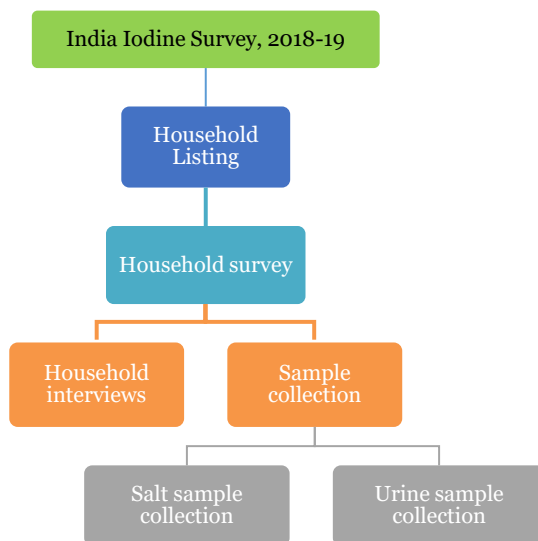 India Iodine Survey, 2018-19
Household
Listing
Household survey
Household
interviews
Sample
collection
Salt sample
collection
Urine sample
collection